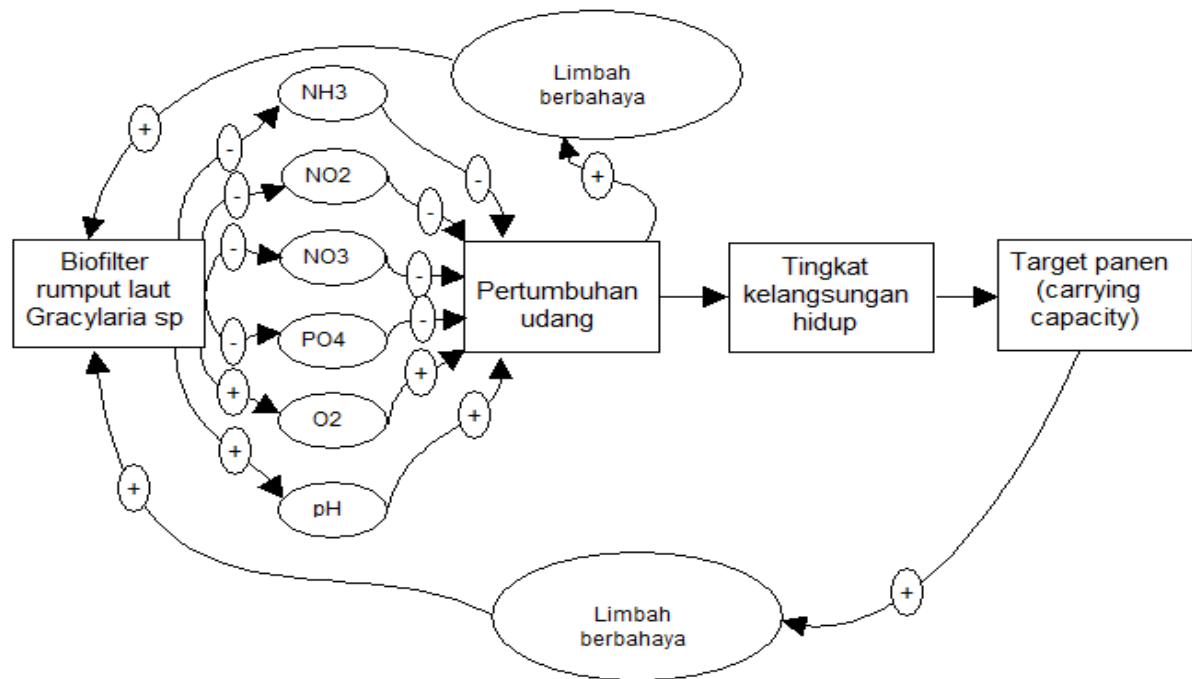 Limbah
berbahaya
NH3
+
-
NO2
-
+
-
-
-
Biofilter
rumput laut
Gracylaria sp
NO3
-
-
Pertumbuhan
udang
Tingkat
kelangsungan
hidup
Target panen
(carrying
capacity)
-
PO4
-
+
O2
+
+
pH
+
+
Limbah
berbahaya
+